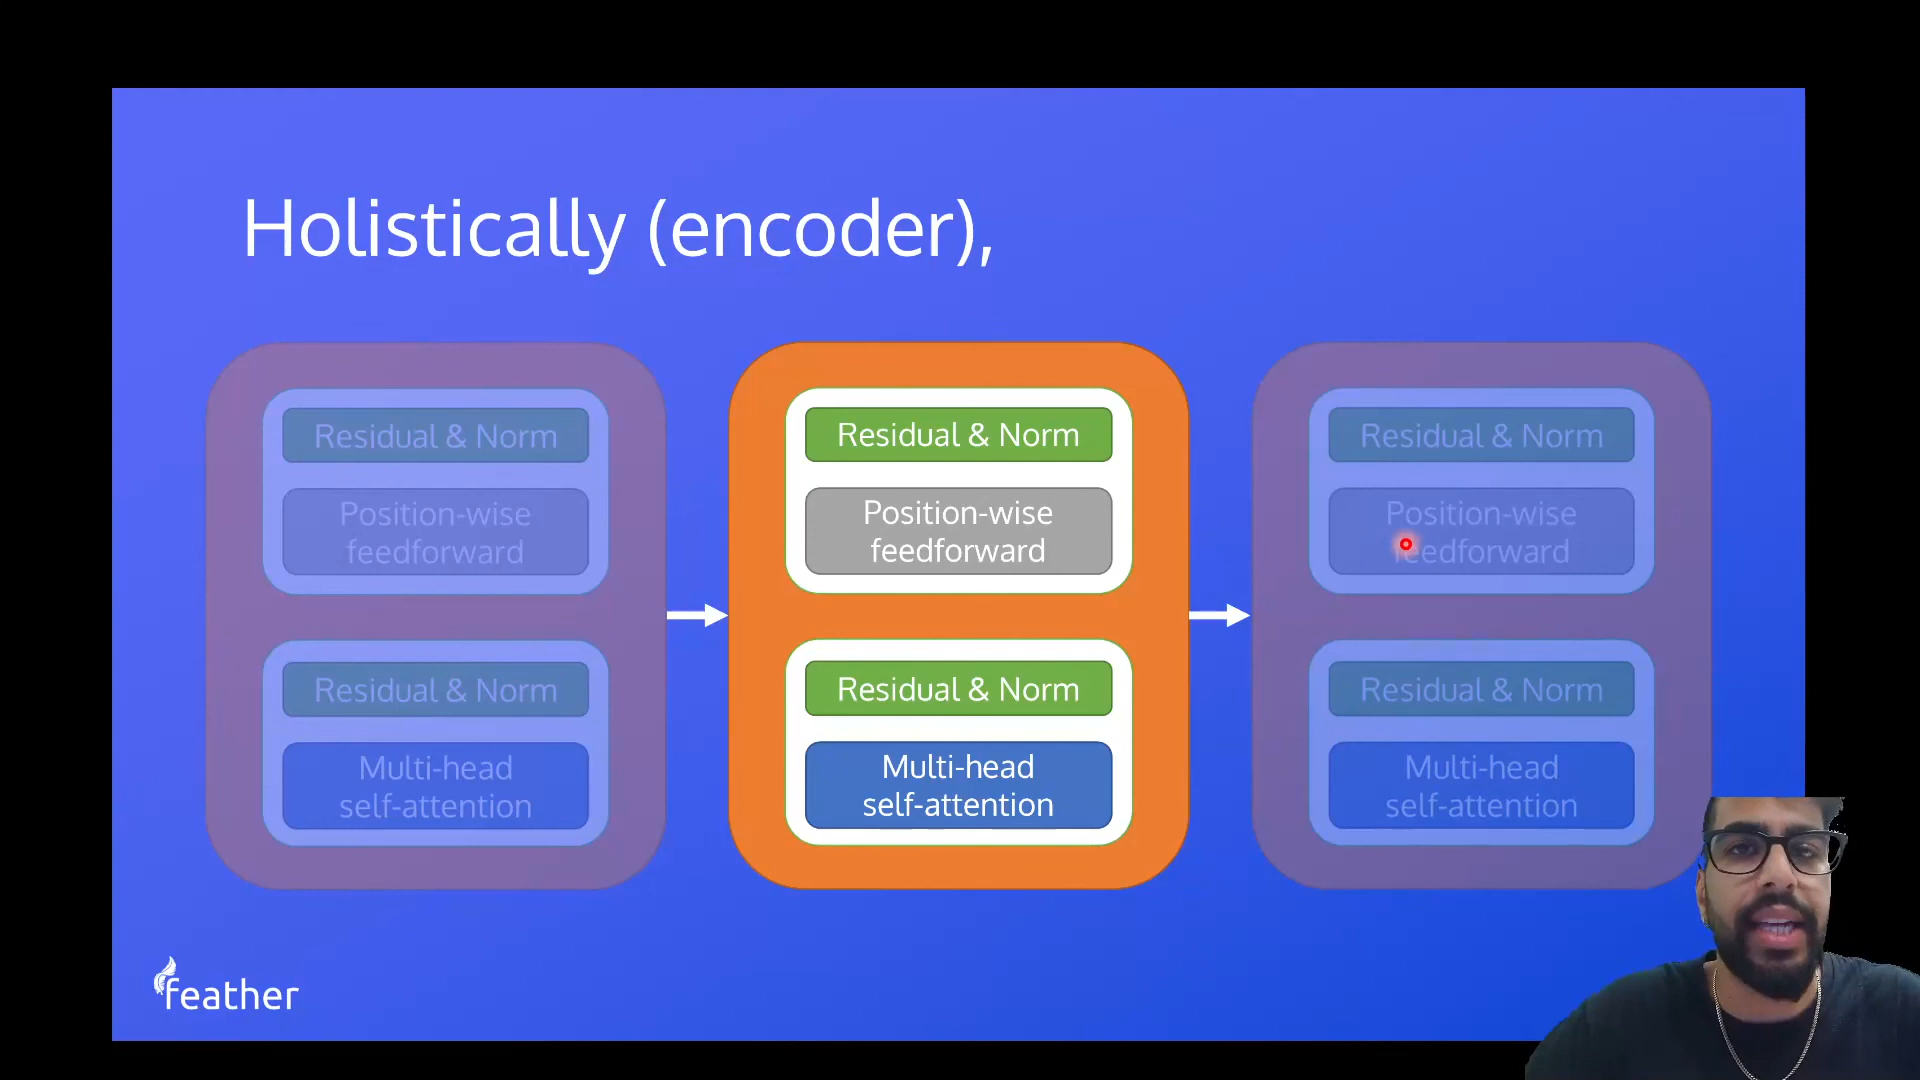 Holistically (encoder),
Residual & Norm
Position-wise
feedforward
Residual & Norm
Multi-head
self-attention
Residual & Norm
Position-wise
feedforward
Residual & Norm
Multi-head
self-attention
Residual & Norm
Position-wise
feedforward
Residual & Norm
Multi-head
self-attention
feather